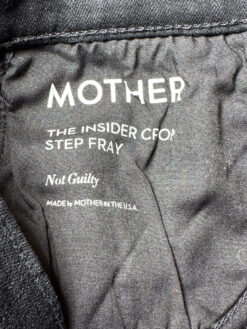 MOTHER
THE INSIDER CROP
STEP FRAY
Not Guilty
MADE by MOTHER IN THE U.S.A.